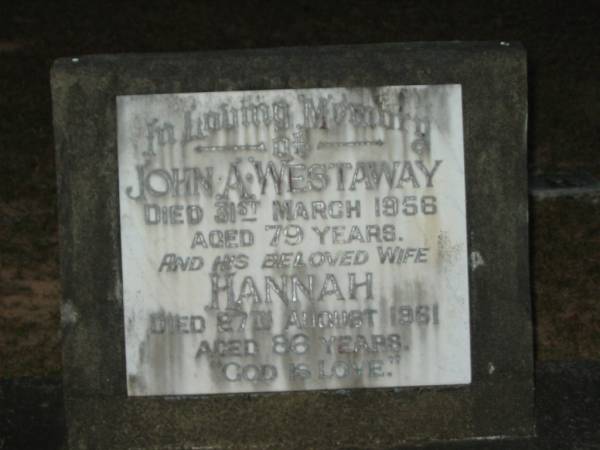 In Loving Memory
OF
JOHN A. WESTAWAY
DIED 31ST MARCH 1956
AGED 79 YEARS.
AND HIS BELOVED WIFE
HANNAH
DIED 27TH AUGUST 1961
AGED 86 YEARS.
"GOD IS LOVE."